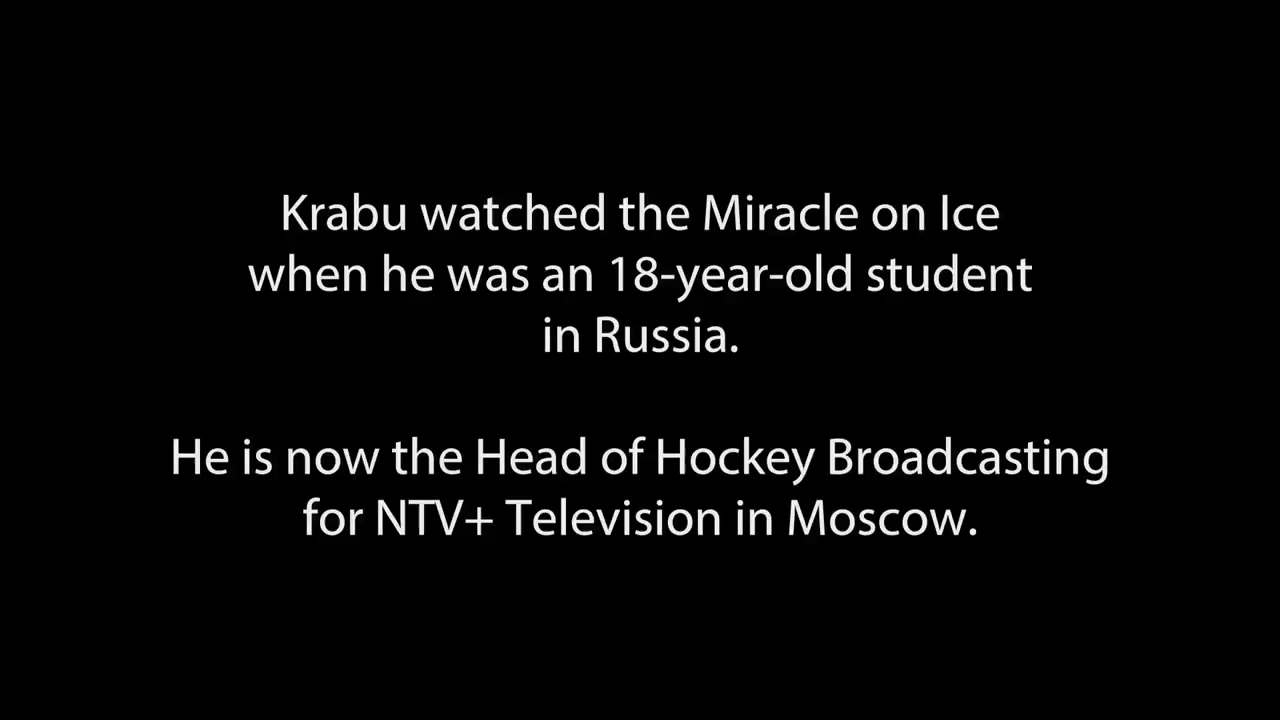 Krabu watched the Miracle on Ice
when he was an 18-year-old student
in Russia.
He is now the Head of Hockey Broadcasting
for NTV+ Television in Moscow.